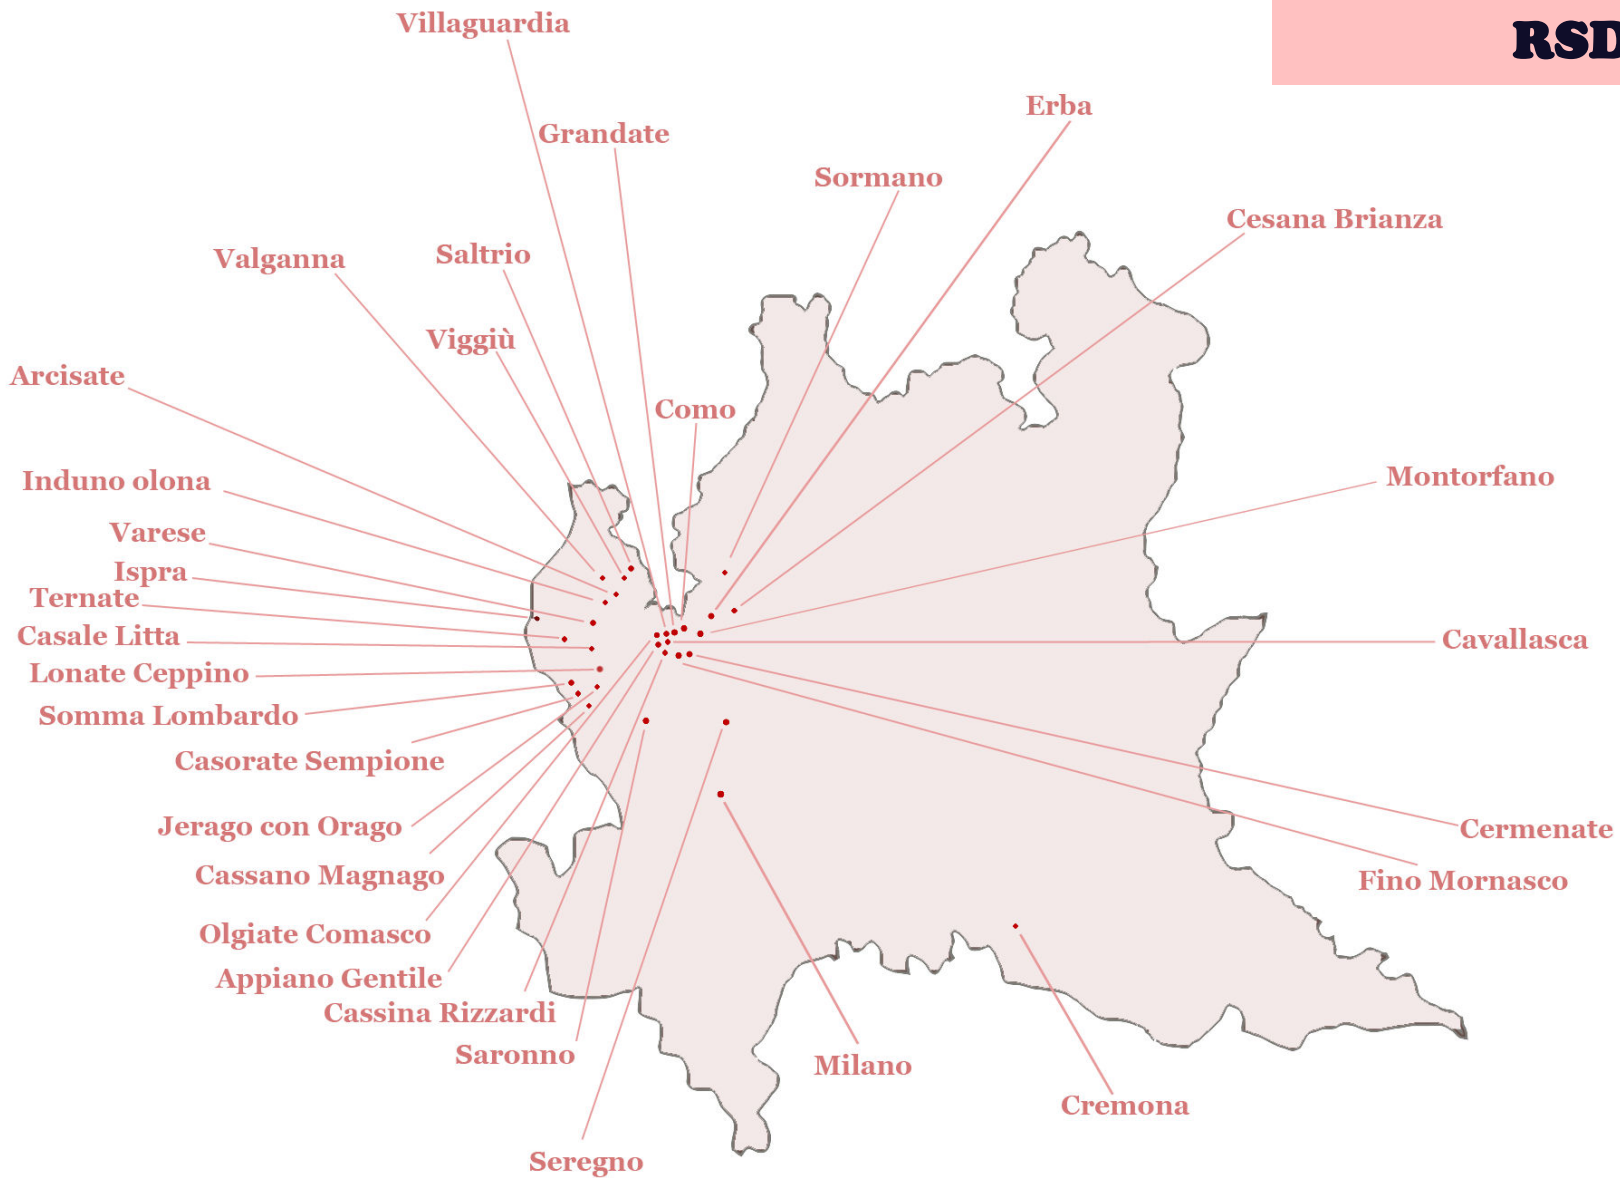 Villaguardia
RSD
Erba
Grandate
Sormano
Cesana Brianza
Saltrio
Valganna
Viggiù
Arcisate
Como
Montorfano
Induno olona
Varese
Ispra
Ternate
Casale Litta
Cavallasca
Lonate Ceppino
Somma Lombardo
Casorate Sempione
Jerago con Orago
Cermenate
Cassano Magnago
Fino Mornasco
Olgiate Comasco
Appiano Gentile
Cassina Rizzardi
Saronno
Milano
Cremona
Seregno